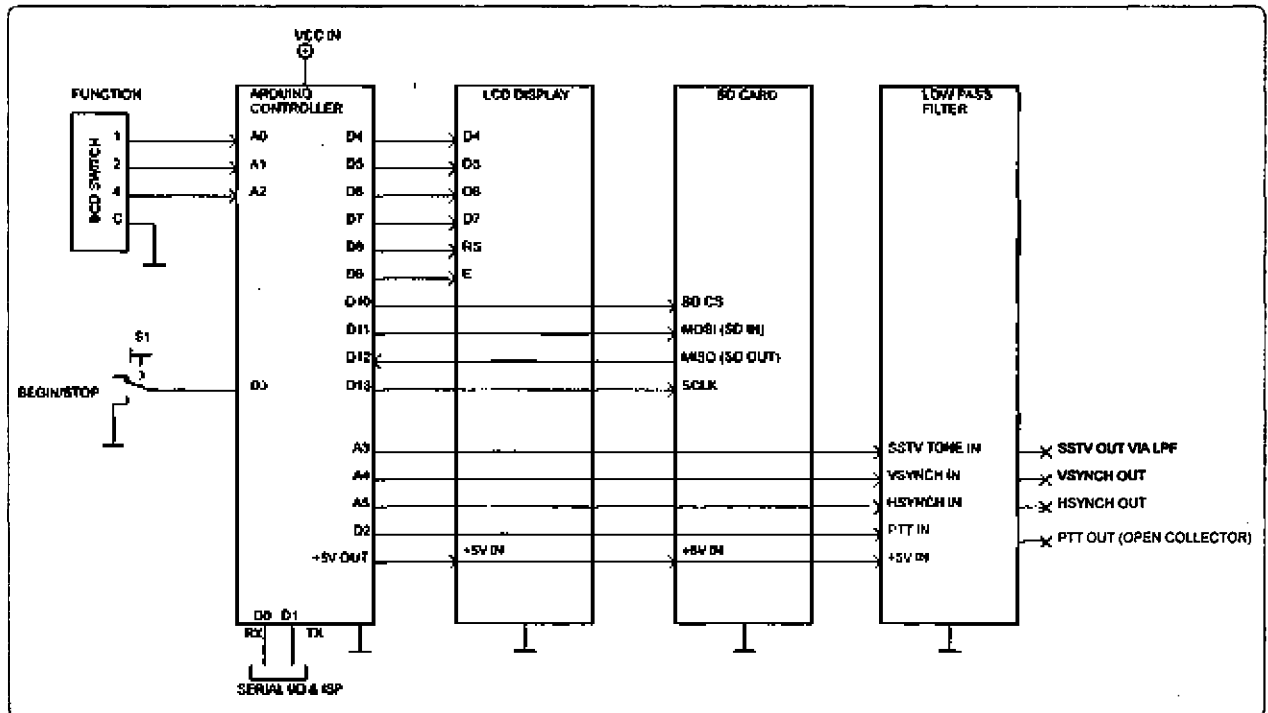 VCC IN
FUNCTION
BCD SWITCH
1
2
4
C
ARDUINO
CONTROLLER
A0
A1
A2
D4
D5
D6
D7
D8
D9
D10
D11
D12
D13
LCD DISPLAY
D4
D5
D6
D7
RS
E
SD CARD
SD CS
MOSI (SD IN)
MISO (SD OUT)
SCLK
LOW PASS
FILTER
S1
BEGIN/STOP
D3
A3
A4
A5
D2
+5V OUT
+5V IN
+5V IN
SSTV TONE IN
VSYNCH IN
HSYNCH IN
PTT IN
+5V IN
SSTV OUT VIA LPF
VSYNCH OUT
HSYNCH OUT
PTT OUT (OPEN COLLECTOR)
D0 D1
RX TX
SERIAL I/O & ISP